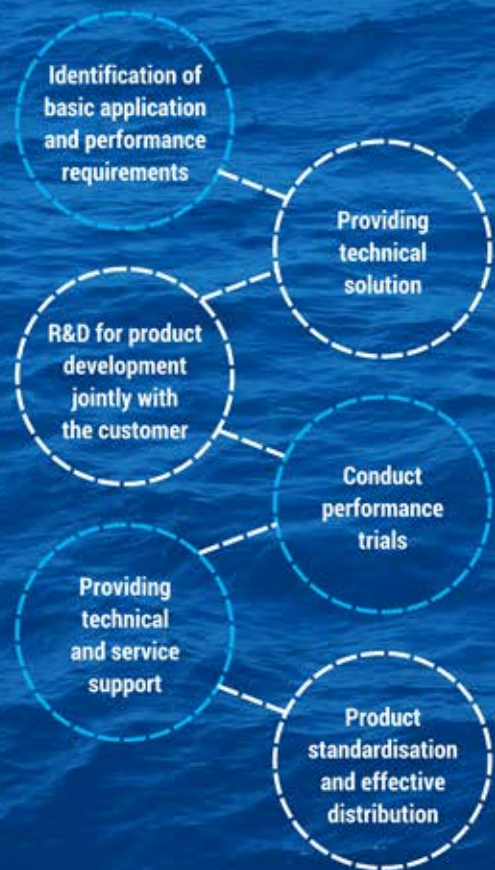 Identification of
basic application
and performance
requirements
Providing
technical
solution
R&D for product
development
jointly with
the customer
Conduct
performance
trials
Providing
technical
and service
support
Product
standardisation
and effective
distribution